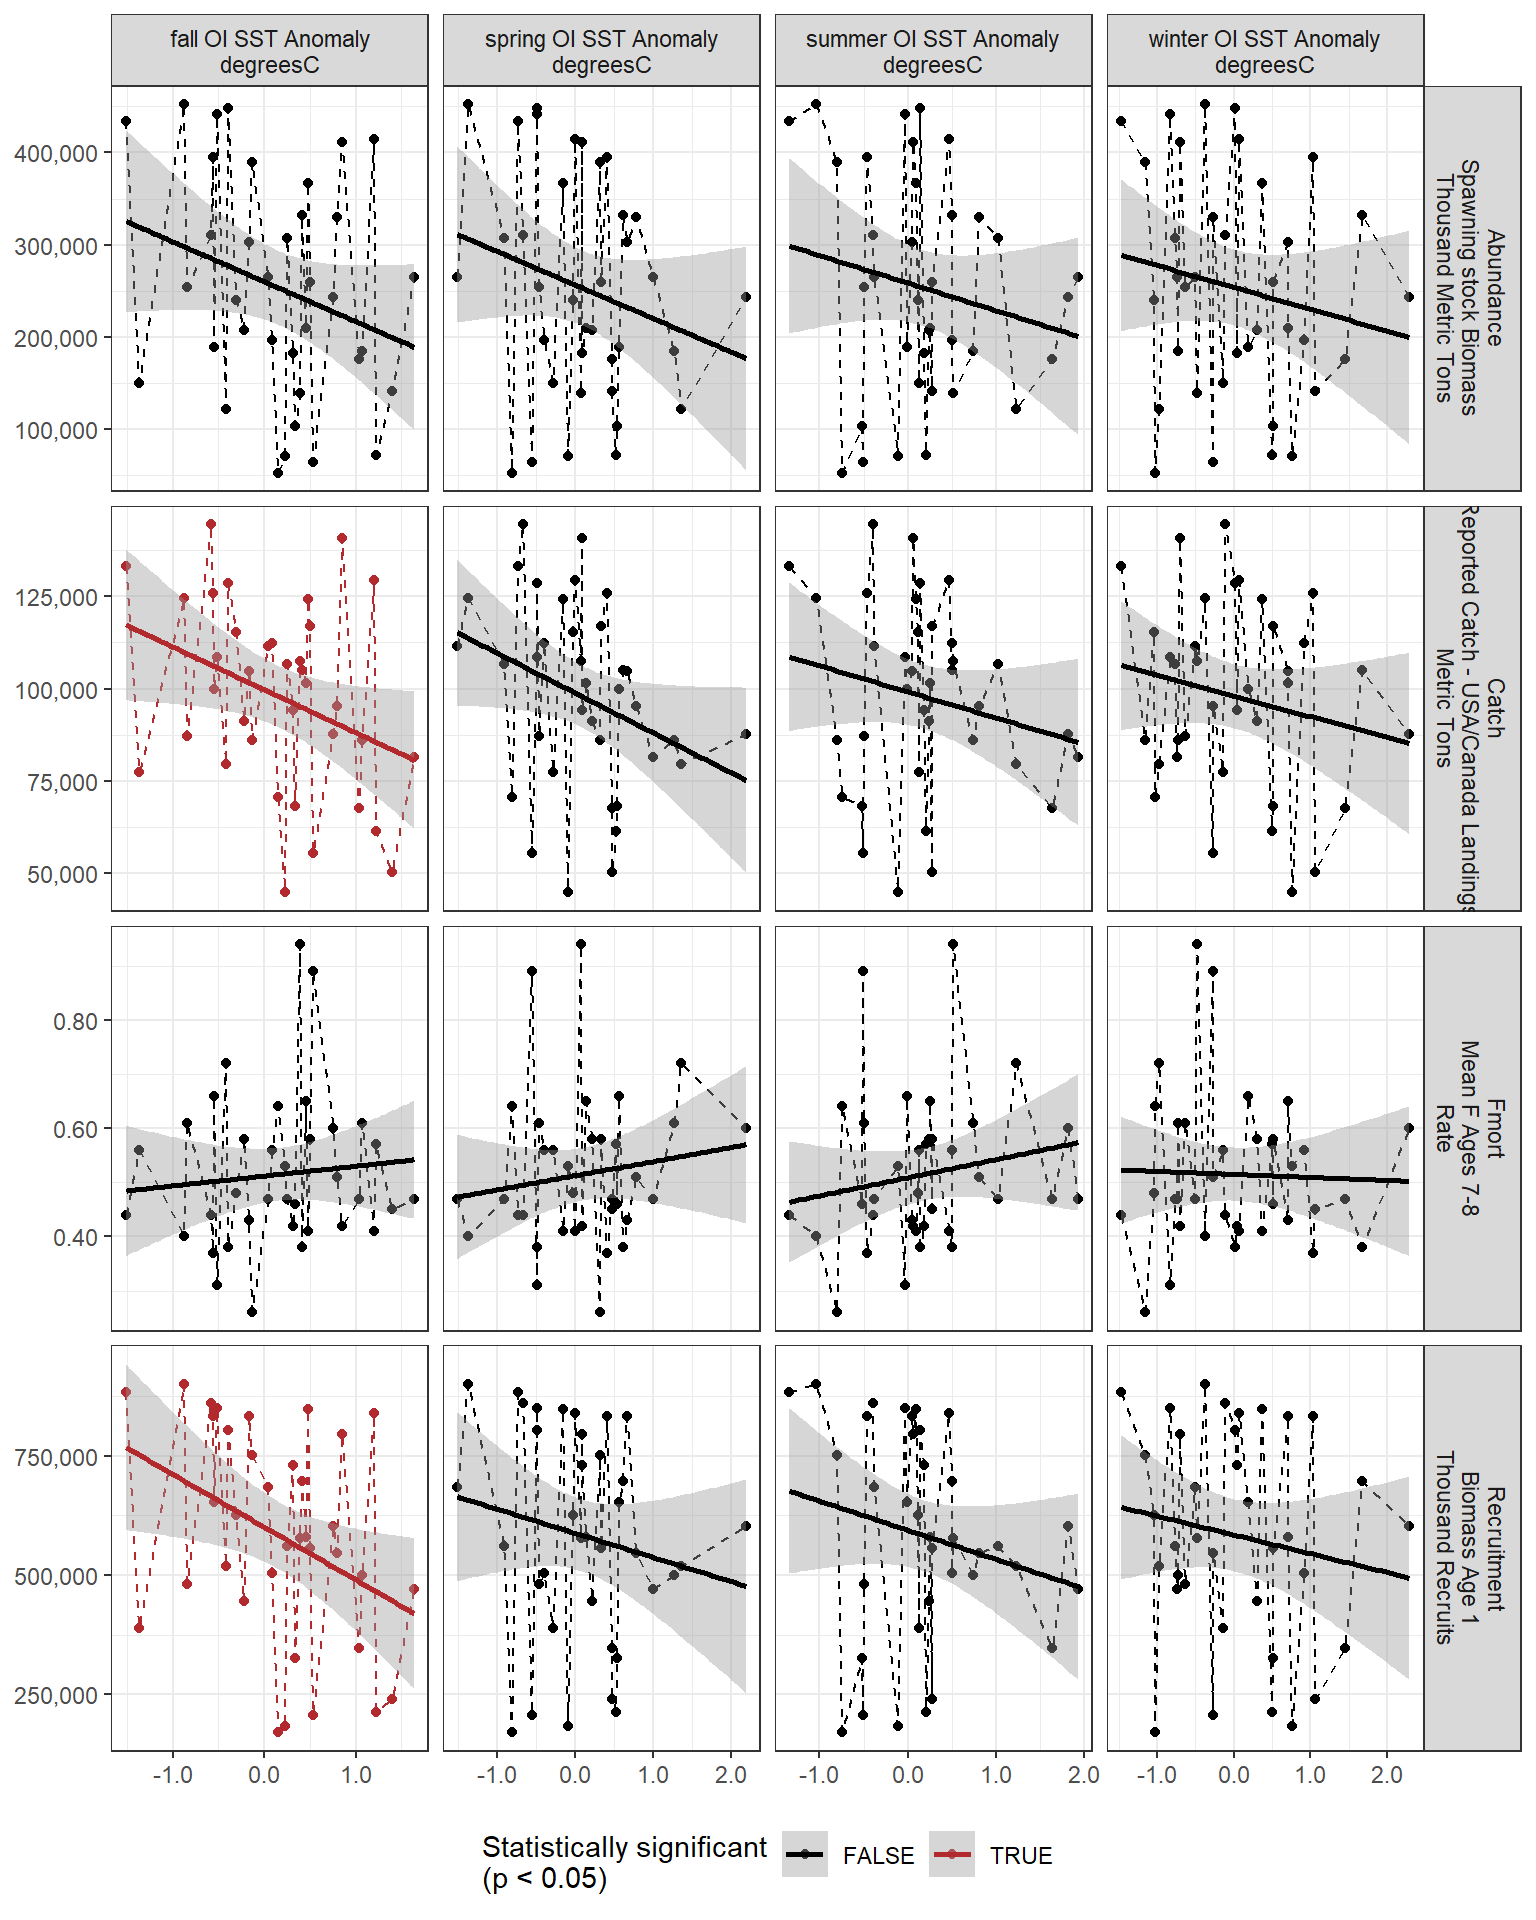 fall OI SST Anomaly
degreesC
spring OI SST Anomaly
degreesC
summer OI SST Anomaly
degreesC
winter OI SST Anomaly
degreesC
400,000
300,000
200,000
100,000
Abundance
Spawning stock Biomass
Thousand Metric Tons
125,000
100,000
75,000
50,000
Catch
Reported Catch - USA/Canada Landings
Metric Tons
0.80
0.60
0.40
Fmort
Mean F Ages 7-8
Rate
750,000
500,000
250,000
Recruitment
Biomass Age 1
Thousand Recruits
-1.0 0.0 1.0
-1.0 0.0 1.0 2.0
-1.0 0.0 1.0 2.0
-1.0 0.0 1.0 2.0
Statistically significant
(p < 0.05)
FALSE
TRUE